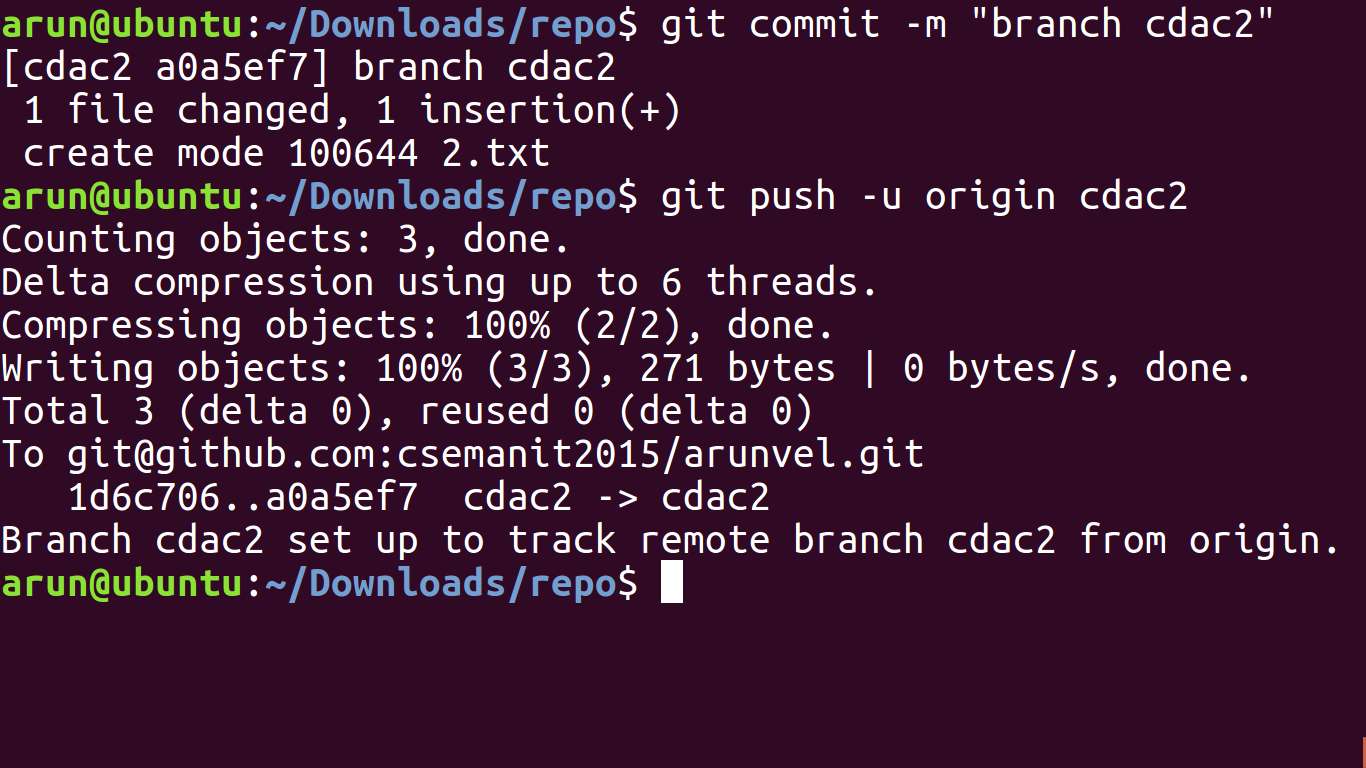 arun@ubuntu:~/Downloads/repo$ git commit -m "branch cdac2"
[cdac2 a0a5ef7] branch cdac2
 1 file changed, 1 insertion(+)
 create mode 100644 2.txt
arun@ubuntu:~/Downloads/repo$ git push -u origin cdac2
Counting objects: 3, done.
Delta compression using up to 6 threads.
Compressing objects: 100% (2/2), done.
Writing objects: 100% (3/3), 271 bytes | 0 bytes/s, done.
Total 3 (delta 0), reused 0 (delta 0)
To git@github.com:csemanit2015/arunvel.git
   1d6c706..a0a5ef7  cdac2 -> cdac2
Branch cdac2 set up to track remote branch cdac2 from origin.
arun@ubuntu:~/Downloads/repo$